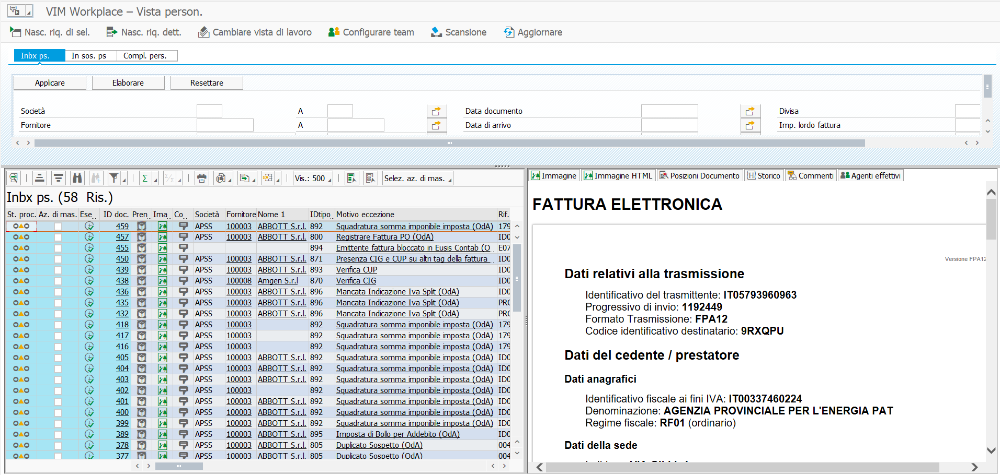 VIM Workplace – Vista person.
Nasc. riq. di sel. Nasc. riq. dett. Cambiare vista di lavoro Configurare team Scansione Aggiornare
Inbx ps. In sos. ps Compl. pers.
Applicare Elaborare Resettare
Società A Data documento Divisa
Fornitore A Data di arrivo Imp. lordo fattura
Vis.: 500 Selez. az. di mas.
Inbx ps. (58 Ris.)
St. proc. Az. di mas. Ese... ID doc. Pren... Ima... Co... Società Fornitore Nome 1 IDtipo... Motivo eccezione Rif.
459 APSS 100003 ABBOTT S.r.l. 892 Squadratura somma imponibile imposta (OdA) 179
457 APSS 100003 ABBOTT S.r.l. 800 Registrare Fattura PO (OdA) ID0
455 894 Emittente fattura bloccato in Eusis Contab (O... E07
450 APSS 100003 ABBOTT S.r.l. 871 Presenza CIG e CUP su altri tag della fattura ... ID0
439 APSS 100003 ABBOTT S.r.l. 893 Verifica CUP ID0
438 APSS 100008 Amgen S.r.l 870 Verifica CIG ID0
436 APSS 100003 ABBOTT S.r.l. 896 Mancata Indicazione Iva Split (OdA) ID0
435 APSS 100003 ABBOTT S.r.l. 896 Mancata Indicazione Iva Split (OdA) PRO
432 APSS 100003 ABBOTT S.r.l. 896 Mancata Indicazione Iva Split (OdA) PRO
418 APSS 100003 892 Squadratura somma imponibile imposta (OdA) 179
417 APSS 100003 892 Squadratura somma imponibile imposta (OdA) 179
416 APSS 100003 892 Squadratura somma imponibile imposta (OdA) 179
405 APSS 100003 ABBOTT S.r.l. 892 Squadratura somma imponibile imposta (OdA) ID0
404 APSS 100003 ABBOTT S.r.l. 892 Squadratura somma imponibile imposta (OdA) ID0
403 APSS 100003 ABBOTT S.r.l. 892 Squadratura somma imponibile imposta (OdA) ID0
402 APSS 100003 892 Squadratura somma imponibile imposta (OdA) ID0
401 APSS 100003 ABBOTT S.r.l. 892 Squadratura somma imponibile imposta (OdA) ID0
400 APSS 100003 ABBOTT S.r.l. 892 Squadratura somma imponibile imposta (OdA) ID0
399 APSS 100003 ABBOTT S.r.l. 892 Squadratura somma imponibile imposta (OdA) ID0
389 APSS 100003 ABBOTT S.r.l. 895 Imposta di Bollo per Addebito (OdA) ID0
378 APSS 100003 ABBOTT S.r.l. 805 Duplicato Sospetto (OdA) 004
377 APSS 100003 ABBOTT S.r.l. 805 Duplicato Sospetto (OdA) 004
Immagine Immagine HTML Posizioni Documento Storico Commenti Agenti effettivi
FATTURA ELETTRONICA
Versione FPA12
Dati relativi alla trasmissione
Identificativo del trasmittente: IT05793960963
Progressivo di invio: 1192449
Formato Trasmissione: FPA12
Codice identificativo destinatario: 9RXQPU
Dati del cedente / prestatore
Dati anagrafici
Identificativo fiscale ai fini IVA: IT00337460224
Denominazione: AGENZIA PROVINCIALE PER L'ENERGIA PAT
Regime fiscale: RF01 (ordinario)
Dati della sede